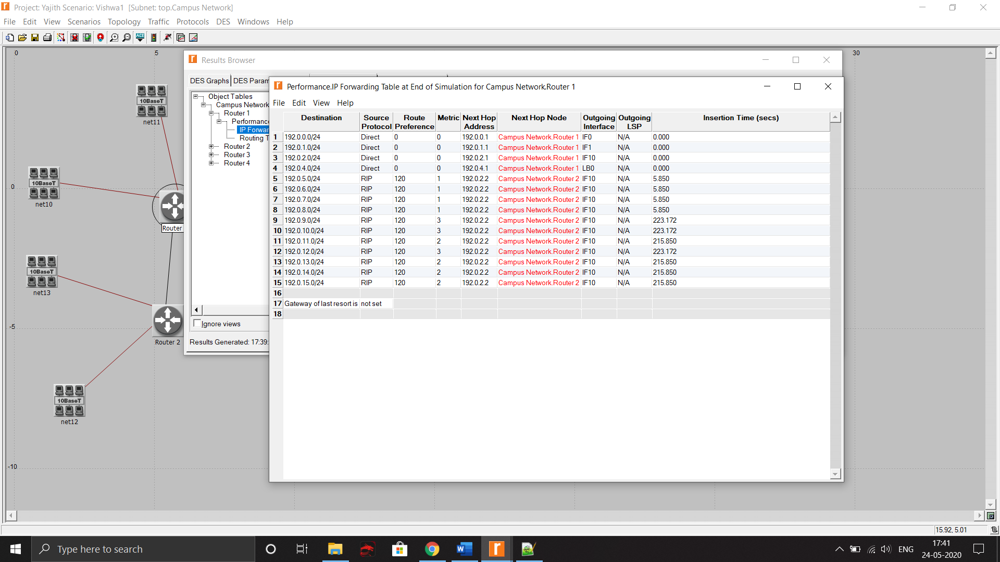 Project: Yajith Scenario: Vishwa1 [Subnet: top.Campus Network]
File Edit View Scenarios Topology Traffic Protocols DES Windows Help
ACE
0 5 30
Results Browser
DES Graphs DES Param
Performance.IP Forwarding Table at End of Simulation for Campus Network.Router 1
File Edit View Help
Object Tables
Campus Network
Router 1
Performance
IP Forwar
Routing T
Router 2
Router 3
Router 4
Ignore views
Results Generated: 17:39:
Destination Source Protocol Route Preference Metric Next Hop Address Next Hop Node Outgoing Interface Outgoing LSP Insertion Time (secs)
1 192.0.0.0/24 Direct 0 0 192.0.0.1 Campus Network.Router 1 IF0 N/A 0.000
2 192.0.1.0/24 Direct 0 0 192.0.1.1 Campus Network.Router 1 IF1 N/A 0.000
3 192.0.2.0/24 Direct 0 0 192.0.2.1 Campus Network.Router 1 IF10 N/A 0.000
4 192.0.4.0/24 Direct 0 0 192.0.4.1 Campus Network.Router 1 LB0 N/A 0.000
5 192.0.5.0/24 RIP 120 1 192.0.2.2 Campus Network.Router 2 IF10 N/A 5.850
6 192.0.6.0/24 RIP 120 1 192.0.2.2 Campus Network.Router 2 IF10 N/A 5.850
7 192.0.7.0/24 RIP 120 1 192.0.2.2 Campus Network.Router 2 IF10 N/A 5.850
8 192.0.8.0/24 RIP 120 1 192.0.2.2 Campus Network.Router 2 IF10 N/A 5.850
9 192.0.9.0/24 RIP 120 3 192.0.2.2 Campus Network.Router 2 IF10 N/A 223.172
10 192.0.10.0/24 RIP 120 3 192.0.2.2 Campus Network.Router 2 IF10 N/A 223.172
11 192.0.11.0/24 RIP 120 2 192.0.2.2 Campus Network.Router 2 IF10 N/A 215.850
12 192.0.12.0/24 RIP 120 3 192.0.2.2 Campus Network.Router 2 IF10 N/A 223.172
13 192.0.13.0/24 RIP 120 2 192.0.2.2 Campus Network.Router 2 IF10 N/A 215.850
14 192.0.14.0/24 RIP 120 2 192.0.2.2 Campus Network.Router 2 IF10 N/A 215.850
15 192.0.15.0/24 RIP 120 2 192.0.2.2 Campus Network.Router 2 IF10 N/A 215.850
16
17 Gateway of last resort is not set
18
10BaseT
net11
0
10BaseT
net10
Router
10BaseT
net13
-5
Router 2
10BaseT
net12
-10
15.92, 5.01
Type here to search
ENG
17:41
24-05-2020